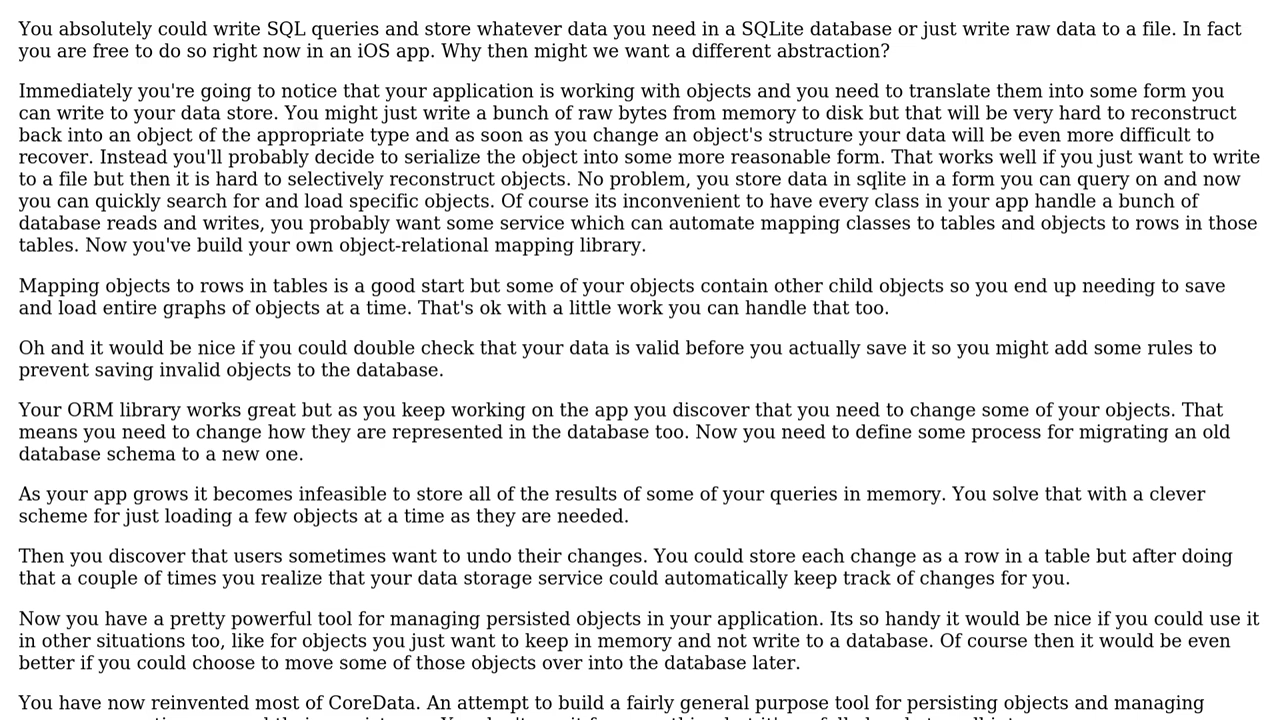 You absolutely could write SQL queries and store whatever data you need in a SQLite database or just write raw data to a file. In fact
you are free to do so right now in an iOS app. Why then might we want a different abstraction?
Immediately you're going to notice that your application is working with objects and you need to translate them into some form you
can write to your data store. You might just write a bunch of raw bytes from memory to disk but that will be very hard to reconstruct
back into an object of the appropriate type and as soon as you change an object's structure your data will be even more difficult to
recover. Instead you'll probably decide to serialize the object into some more reasonable form. That works well if you just want to write
to a file but then it is hard to selectively reconstruct objects. No problem, you store data in sqlite in a form you can query on and now
you can quickly search for and load specific objects. Of course its inconvenient to have every class in your app handle a bunch of
database reads and writes, you probably want some service which can automate mapping classes to tables and objects to rows in those
tables. Now you've build your own object-relational mapping library.
Mapping objects to rows in tables is a good start but some of your objects contain other child objects so you end up needing to save
and load entire graphs of objects at a time. That's ok with a little work you can handle that too.
Oh and it would be nice if you could double check that your data is valid before you actually save it so you might add some rules to
prevent saving invalid objects to the database.
Your ORM library works great but as you keep working on the app you discover that you need to change some of your objects. That
means you need to change how they are represented in the database too. Now you need to define some process for migrating an old
database schema to a new one.
As your app grows it becomes infeasible to store all of the results of some of your queries in memory. You solve that with a clever
scheme for just loading a few objects at a time as they are needed.
Then you discover that users sometimes want to undo their changes. You could store each change as a row in a table but after doing
that a couple of times you realize that your data storage service could automatically keep track of changes for you.
Now you have a pretty powerful tool for managing persisted objects in your application. Its so handy it would be nice if you could use it
in other situations too, like for objects you just want to keep in memory and not write to a database. Of course then it would be even
better if you could choose to move some of those objects over into the database later.
You have now reinvented most of CoreData. An attempt to build a fairly general purpose tool for persisting objects and managing